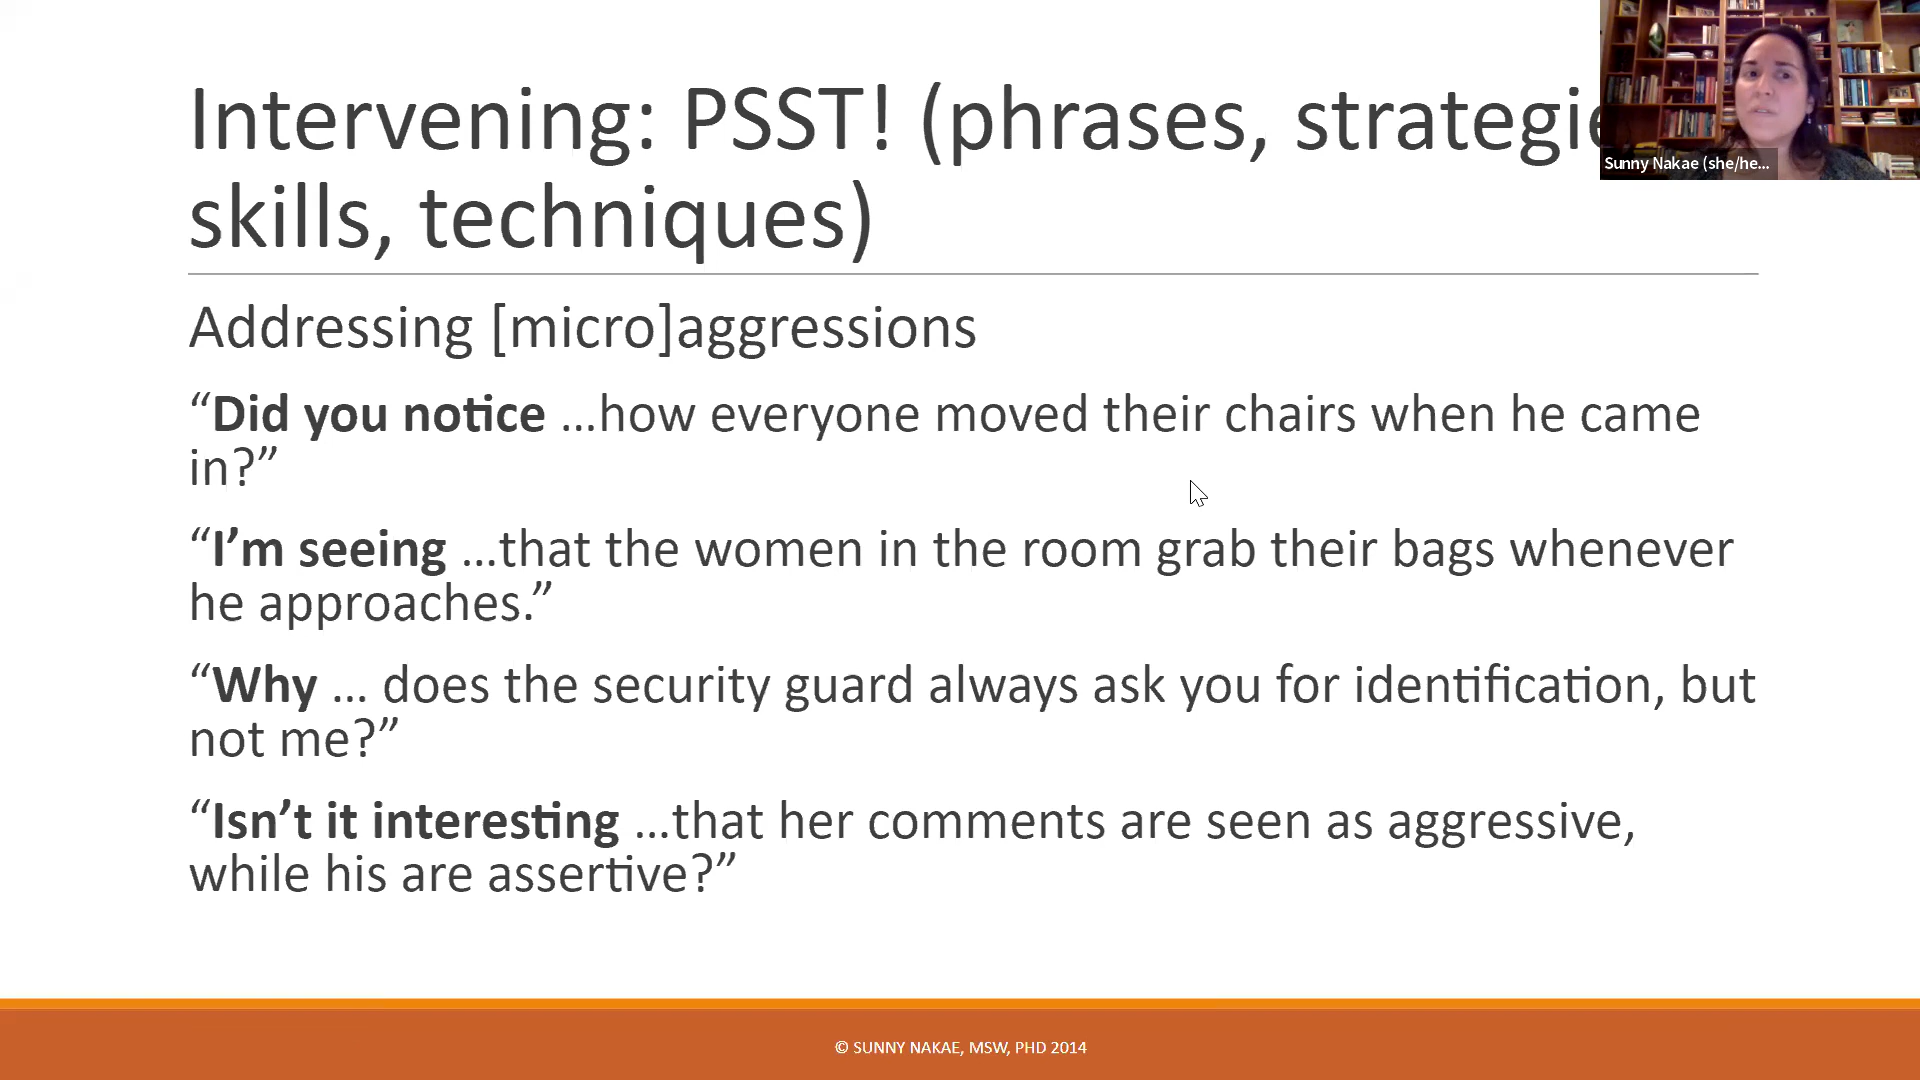 Intervening: PSST! (phrases, strategie
skills, techniques)
Sunny Nakae (she/he...
Addressing [micro]aggressions
“Did you notice ...how everyone moved their chairs when he came
in?”
“I’m seeing ...that the women in the room grab their bags whenever
he approaches.”
“Why ... does the security guard always ask you for identification, but
not me?”
“Isn’t it interesting ...that her comments are seen as aggressive,
while his are assertive?”
© SUNNY NAKAE, MSW, PHD 2014